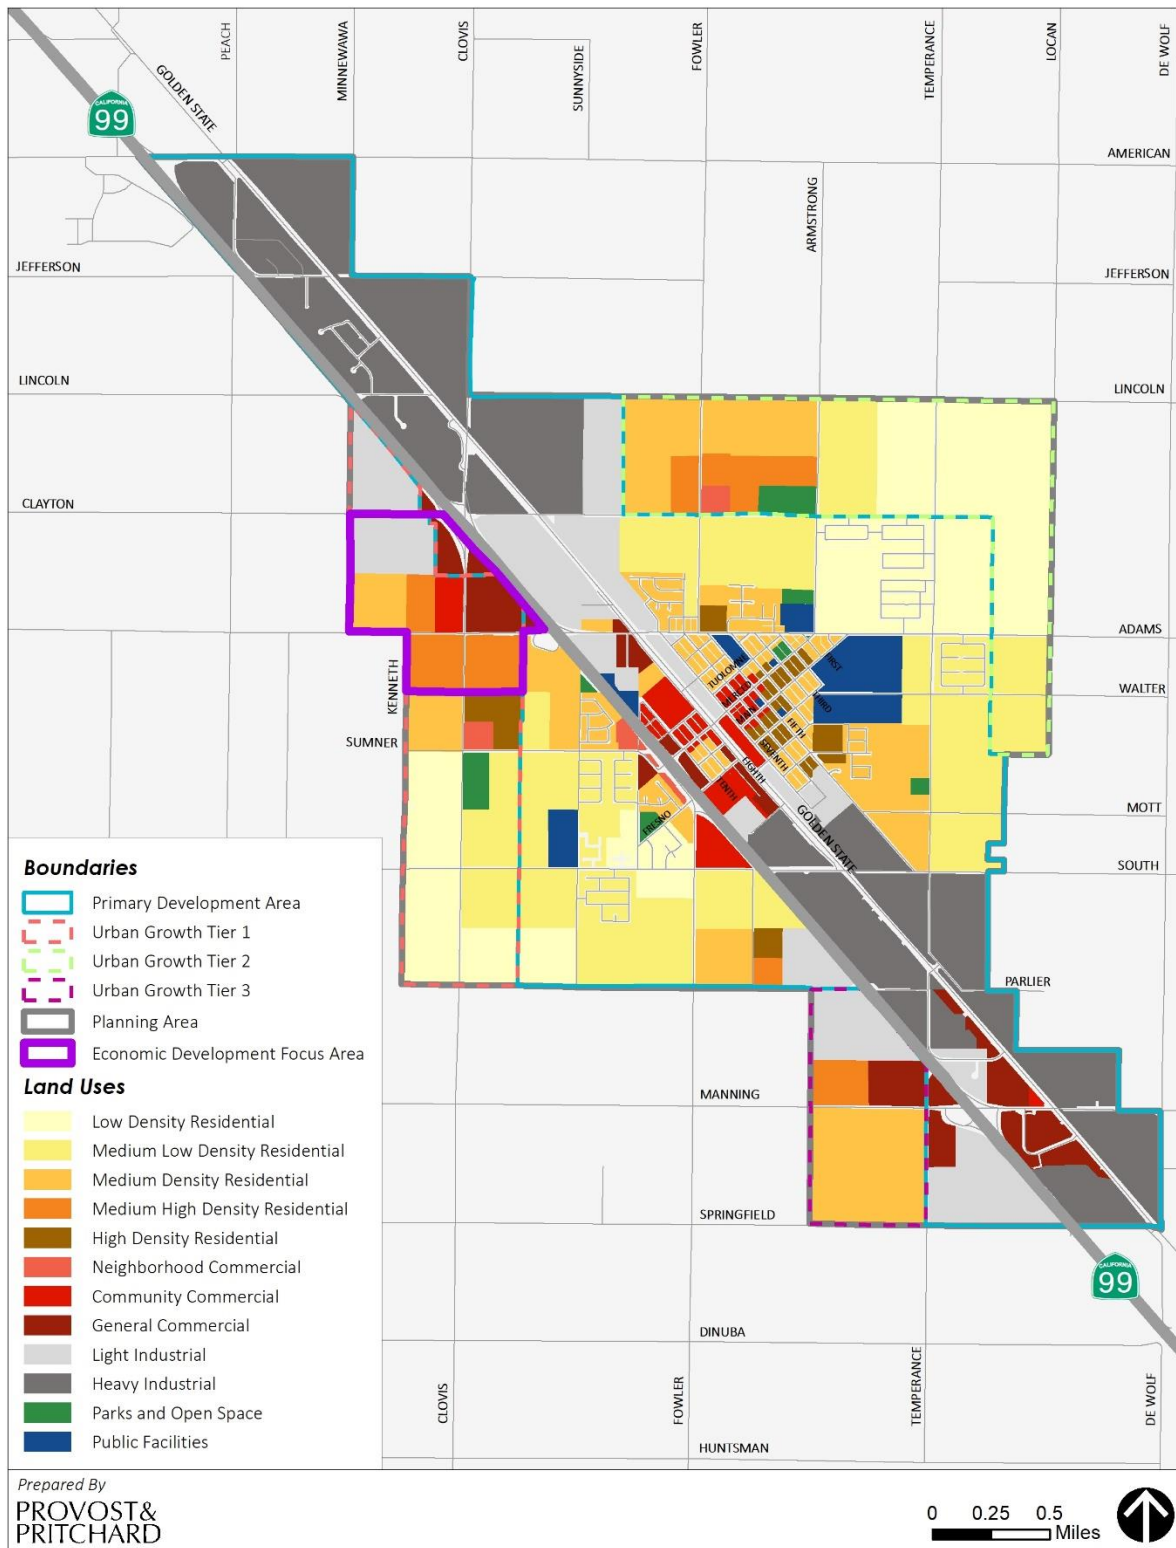 PEACH
MINNEWAWA
CLOVIS
SUNNYSIDE
FOWLER
TEMPERANCE
LOCAN
DE WOLF
GOLDEN STATE
CALIFORNIA
99
AMERICAN
ARMSTRONG
JEFFERSON
JEFFERSON
LINCOLN
LINCOLN
CLAYTON
ADAMS
TUOLOMNE
FIRST
MERCED
MAIN
THIRD
WALTER
KENNETH
FIFTH
SUMNER
SEVENTH
EIGHTH
TENTH
MOTT
FRESNO
GOLDEN STATE
SOUTH
PARLIER
MANNING
SPRINGFIELD
CALIFORNIA
99
DINUBA
CLOVIS
FOWLER
TEMPERANCE
DE WOLF
HUNTSMAN
Boundaries
Primary Development Area
Urban Growth Tier 1
Urban Growth Tier 2
Urban Growth Tier 3
Planning Area
Economic Development Focus Area
Land Uses
Low Density Residential
Medium Low Density Residential
Medium Density Residential
Medium High Density Residential
High Density Residential
Neighborhood Commercial
Community Commercial
General Commercial
Light Industrial
Heavy Industrial
Parks and Open Space
Public Facilities
Prepared By
PROVOST&
PRITCHARD
0 0.25 0.5
Miles